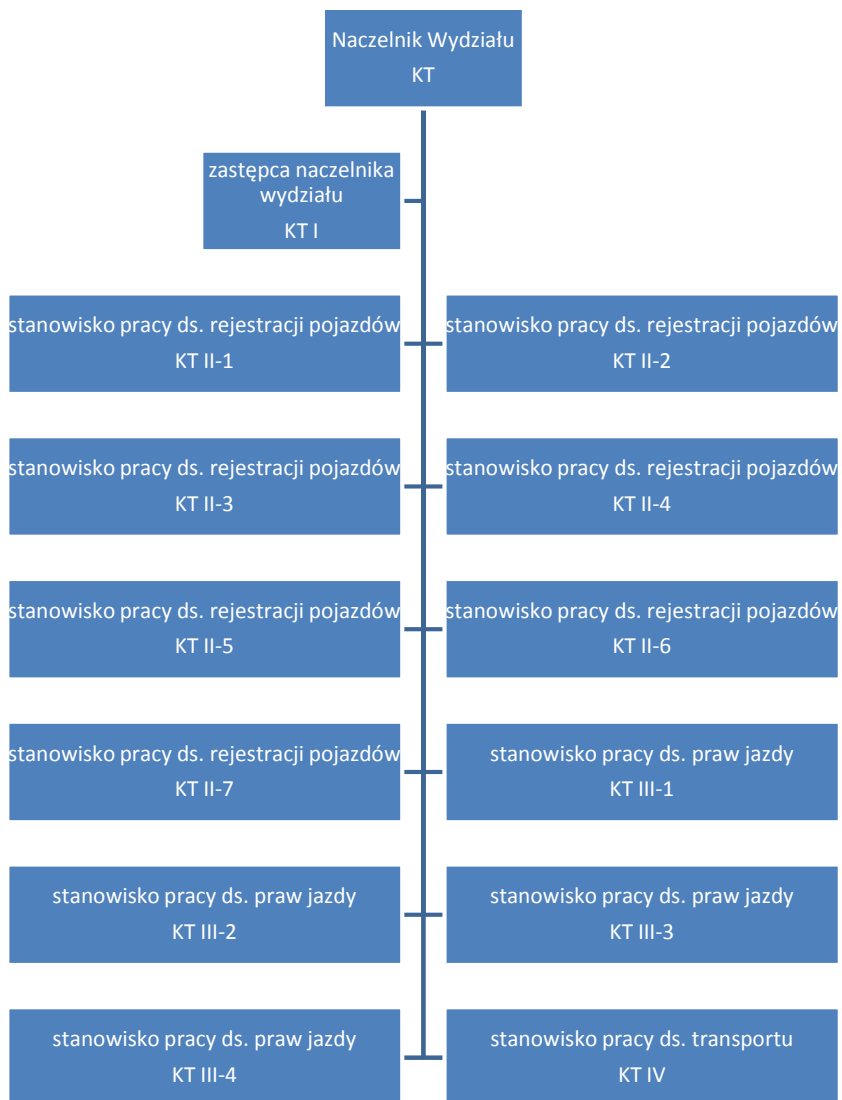 Naczelnik Wydziału
KT
zastępca naczelnika
wydziału
KT I
stanowisko pracy ds. rejestracji pojazdów
KT II-1
stanowisko pracy ds. rejestracji pojazdów
KT II-2
stanowisko pracy ds. rejestracji pojazdów
KT II-3
stanowisko pracy ds. rejestracji pojazdów
KT II-4
stanowisko pracy ds. rejestracji pojazdów
KT II-5
stanowisko pracy ds. rejestracji pojazdów
KT II-6
stanowisko pracy ds. rejestracji pojazdów
KT II-7
stanowisko pracy ds. praw jazdy
KT III-1
stanowisko pracy ds. praw jazdy
KT III-2
stanowisko pracy ds. praw jazdy
KT III-3
stanowisko pracy ds. praw jazdy
KT III-4
stanowisko pracy ds. transportu
KT IV